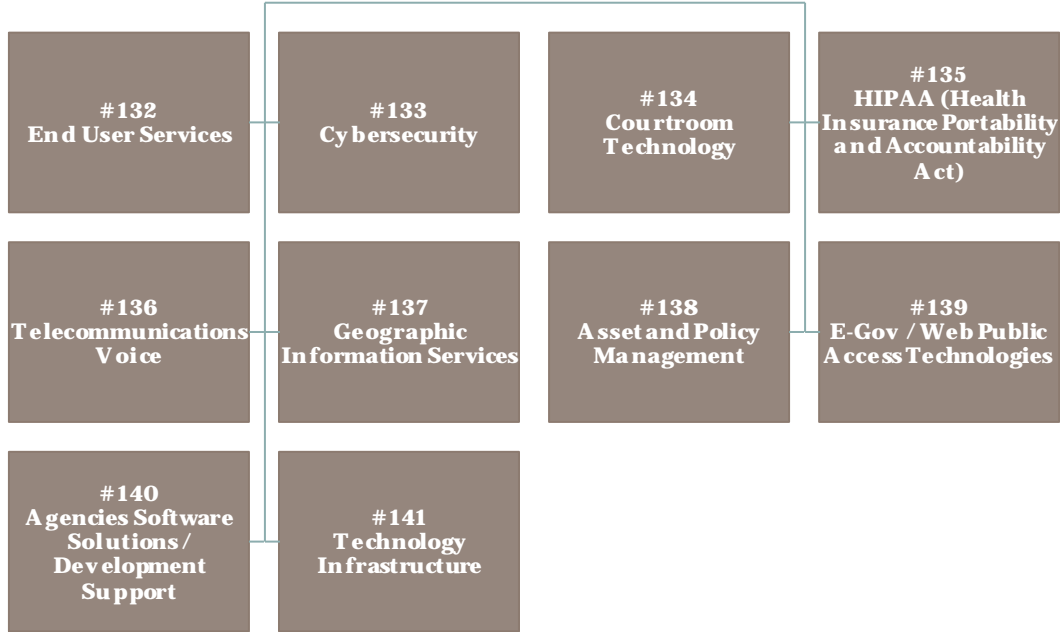 #132
End User Services
#133
Cybersecurity
#134
Courtroom
Technology
#135
HIPAA (Health
Insurance Portability
and Accountability
Act)
#136
Telecommunications
Voice
#137
Geographic
Information Services
#138
Asset and Policy
Management
#139
E-Gov / Web Public
Access Technologies
#140
Agencies Software
Solutions /
Development
Support
#141
Technology
Infrastructure